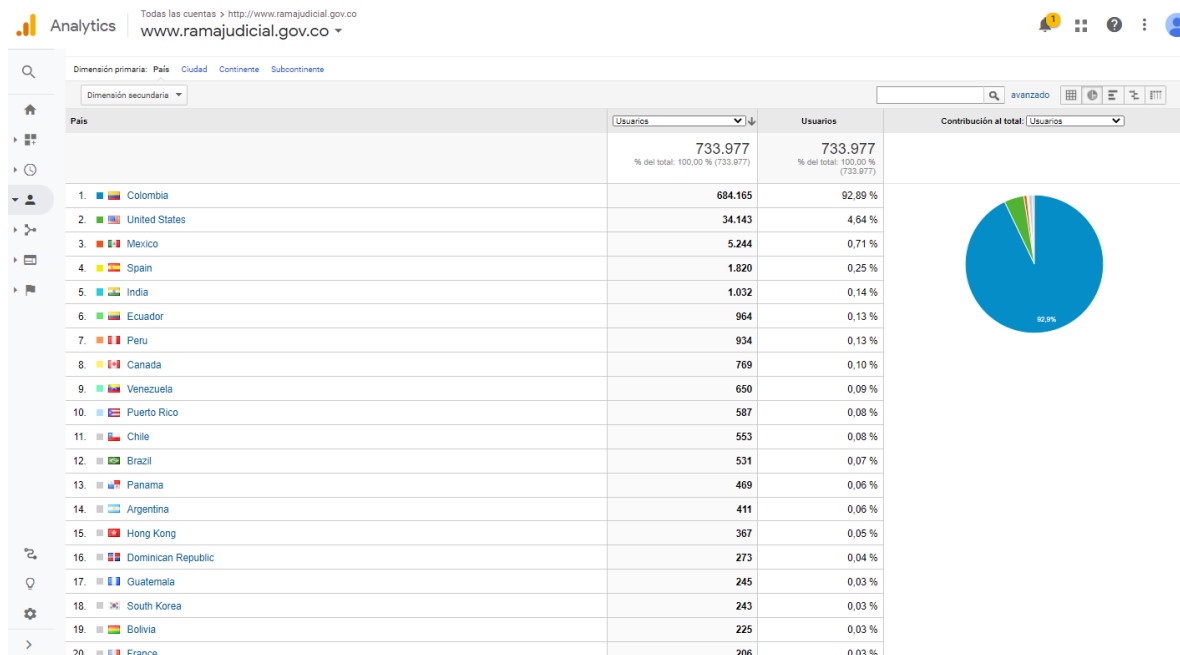 Analytics
Todas las cuentas > http://www.ramajudicial.gov.co
www.ramajudicial.gov.co
1
Dimensión primaria: País Ciudad Continente Subcontinente
Dimensión secundaria
avanzado
País Usuarios Usuarios Contribución al total: Usuarios
733.977 733.977
% del total: 100,00 % (733.977) % del total: 100,00 %
(733.977)
1. Colombia 684.165 92,89 %
2. United States 34.143 4,64 %
3. Mexico 5.244 0,71 %
4. Spain 1.820 0,25 %
5. India 1.032 0,14 %
6. Ecuador 964 0,13 %
92,9%
7. Peru 934 0,13 %
8. Canada 769 0,10 %
9. Venezuela 650 0,09 %
10. Puerto Rico 587 0,08 %
11. Chile 553 0,08 %
12. Brazil 531 0,07 %
13. Panama 469 0,06 %
14. Argentina 411 0,06 %
15. Hong Kong 367 0,05 %
16. Dominican Republic 273 0,04 %
17. Guatemala 245 0,03 %
18. South Korea 243 0,03 %
19. Bolivia 225 0,03 %
20. France 206 0,03 %